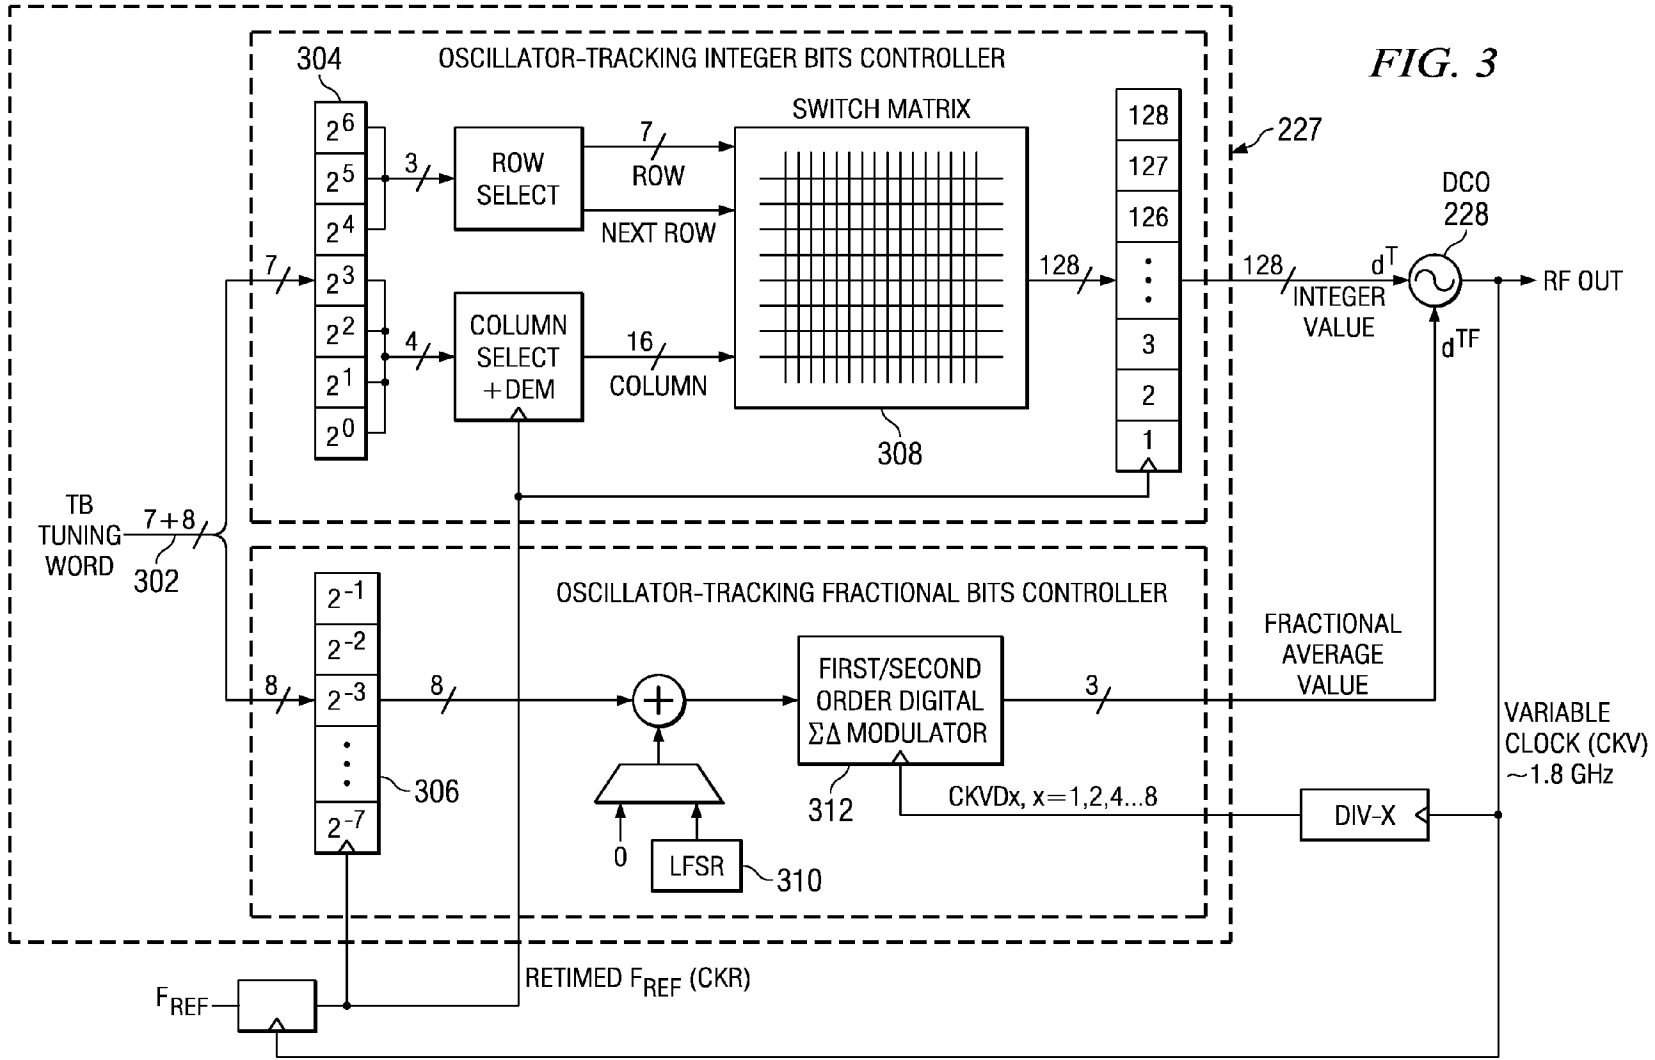 FIG. 3
OSCILLATOR-TRACKING INTEGER BITS CONTROLLER
304
2^6
2^5
2^4
2^3
2^2
2^1
2^0
3
ROW
SELECT
7
ROW
NEXT ROW
SWITCH MATRIX
308
7
4
COLUMN
SELECT
+DEM
16
COLUMN
128
128
127
126
⋮
3
2
1
227
128
d^T
INTEGER
VALUE
DCO
228
RF OUT
d^TF
TB
TUNING
WORD
7+8
302
OSCILLATOR-TRACKING FRACTIONAL BITS CONTROLLER
8
2^-1
2^-2
2^-3
⋮
2^-7
306
8
+
0
LFSR
310
FIRST/SECOND
ORDER DIGITAL
ΣΔ MODULATOR
312
3
FRACTIONAL
AVERAGE
VALUE
CKVDx, x=1,2,4...8
DIV-X
VARIABLE
CLOCK (CKV)
~1.8 GHz
F_REF
RETIMED F_REF (CKR)